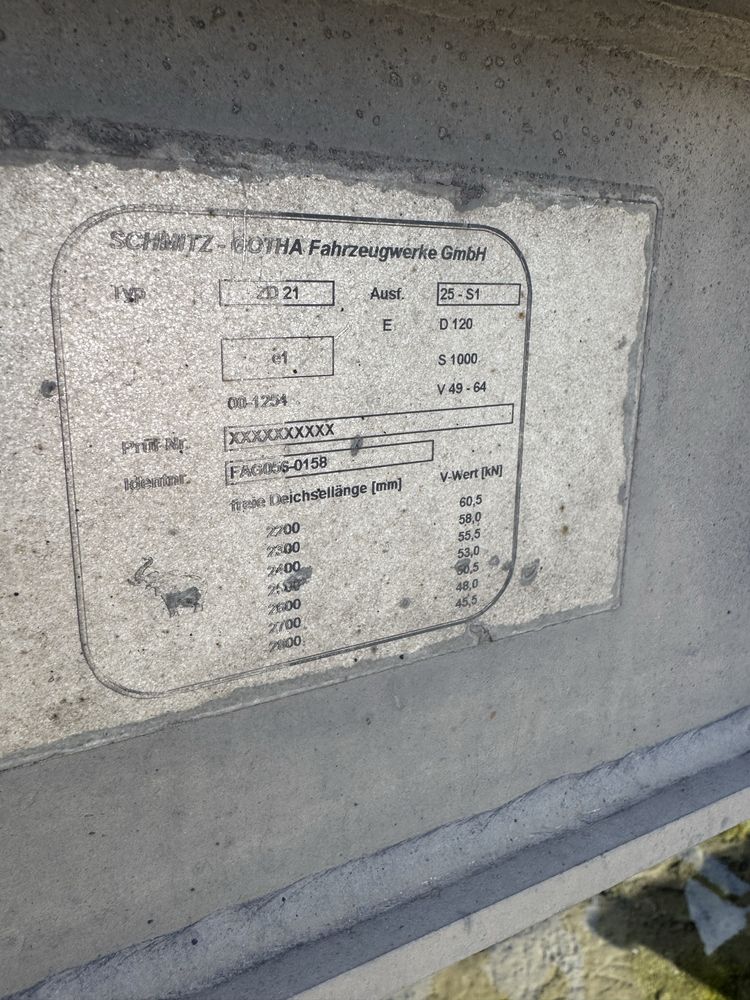 SCHMITZ - GOTHA Fahrzeugwerke GmbH
Typ ZD 21 Ausf. 25 - S1
E D 120
e1 S 1000
00-1254 V 49 - 64
Prüf-Nr. XXXXXXXXXX
Identnr. FAG056-0158
freie Deichsellänge [mm] V-Wert [kN]
2200 60,5
2300 58,0
2400 55,5
2500 53,0
2600 50,5
2700 48,0
2800 45,5